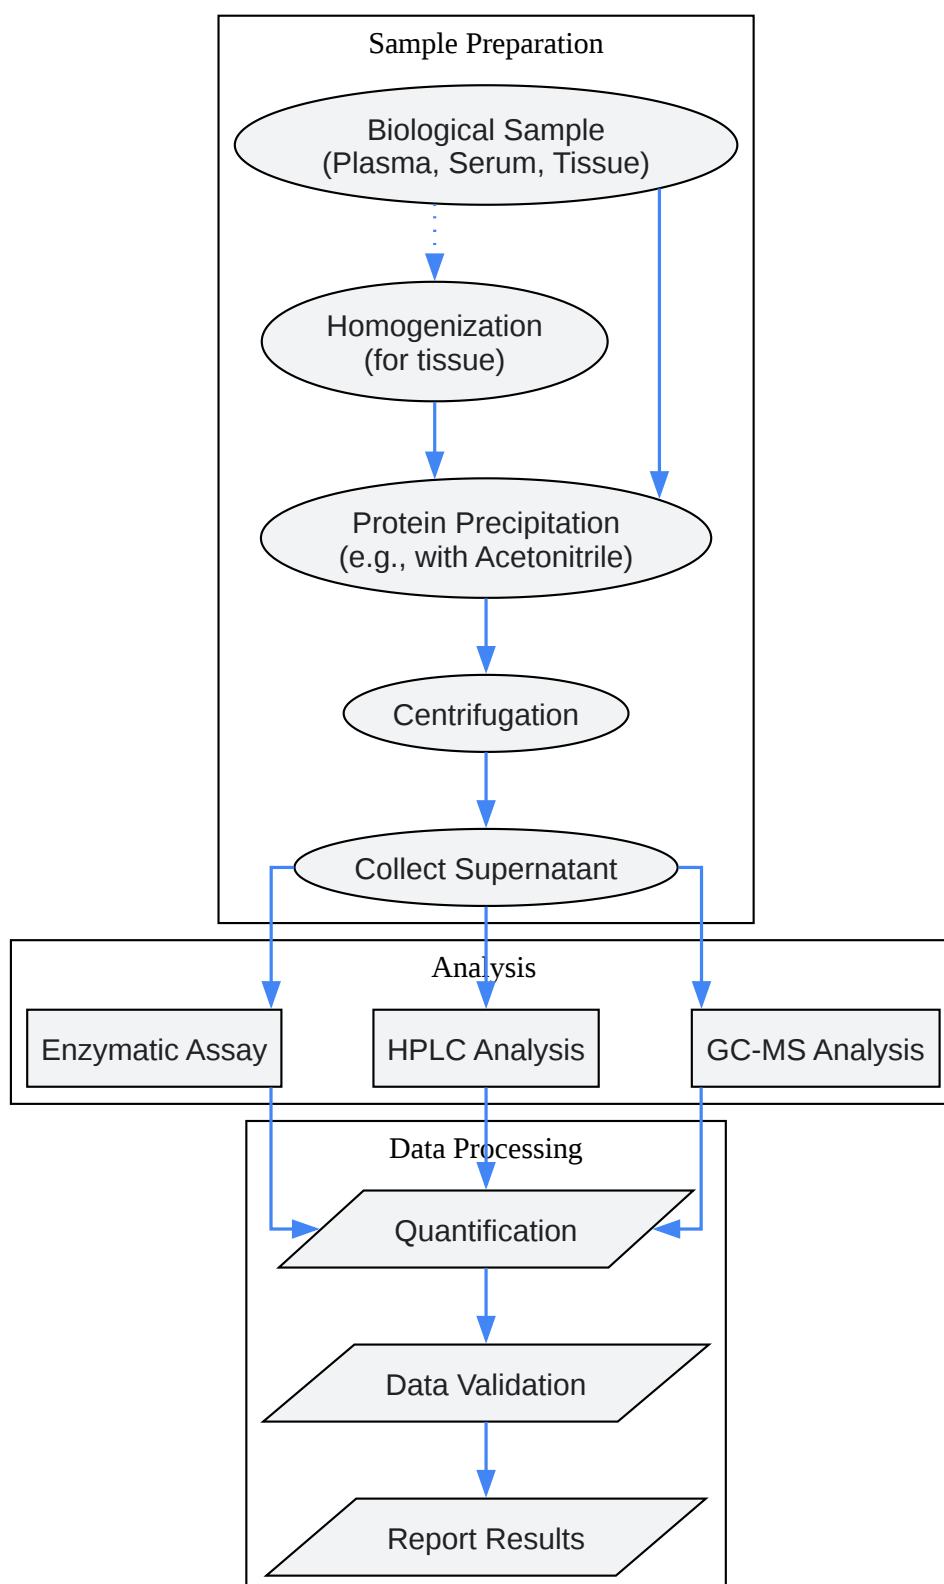 Sample Preparation
Biological Sample
(Plasma, Serum, Tissue)
Homogenization
(for tissue)
Protein Precipitation
(e.g., with Acetonitrile)
Centrifugation
Collect Supernatant
Analysis
Enzymatic Assay
HPLC Analysis
GC-MS Analysis
Data Processing
Quantification
Data Validation
Report Results